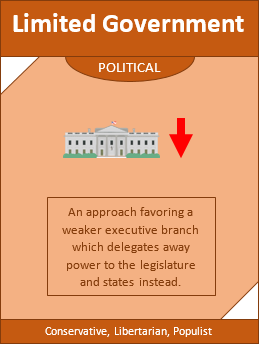 Limited Government
POLITICAL
An approach favoring a
weaker executive branch
which delegates away
power to the legislature
and states instead.
Conservative, Libertarian, Populist